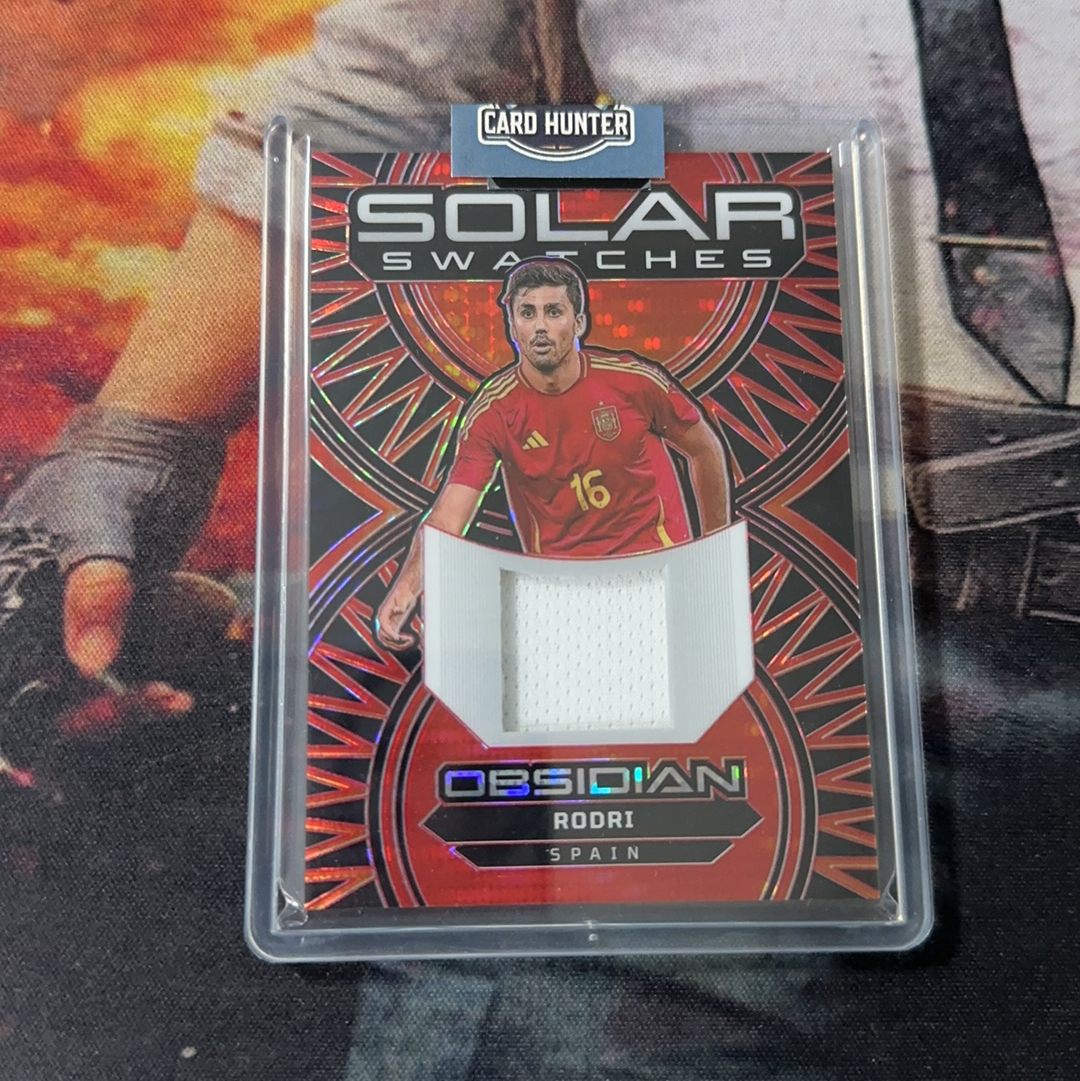 CARD HUNTER
SOLAR
SWATCHES
16
OBSIDIAN
RODRI
SPAIN